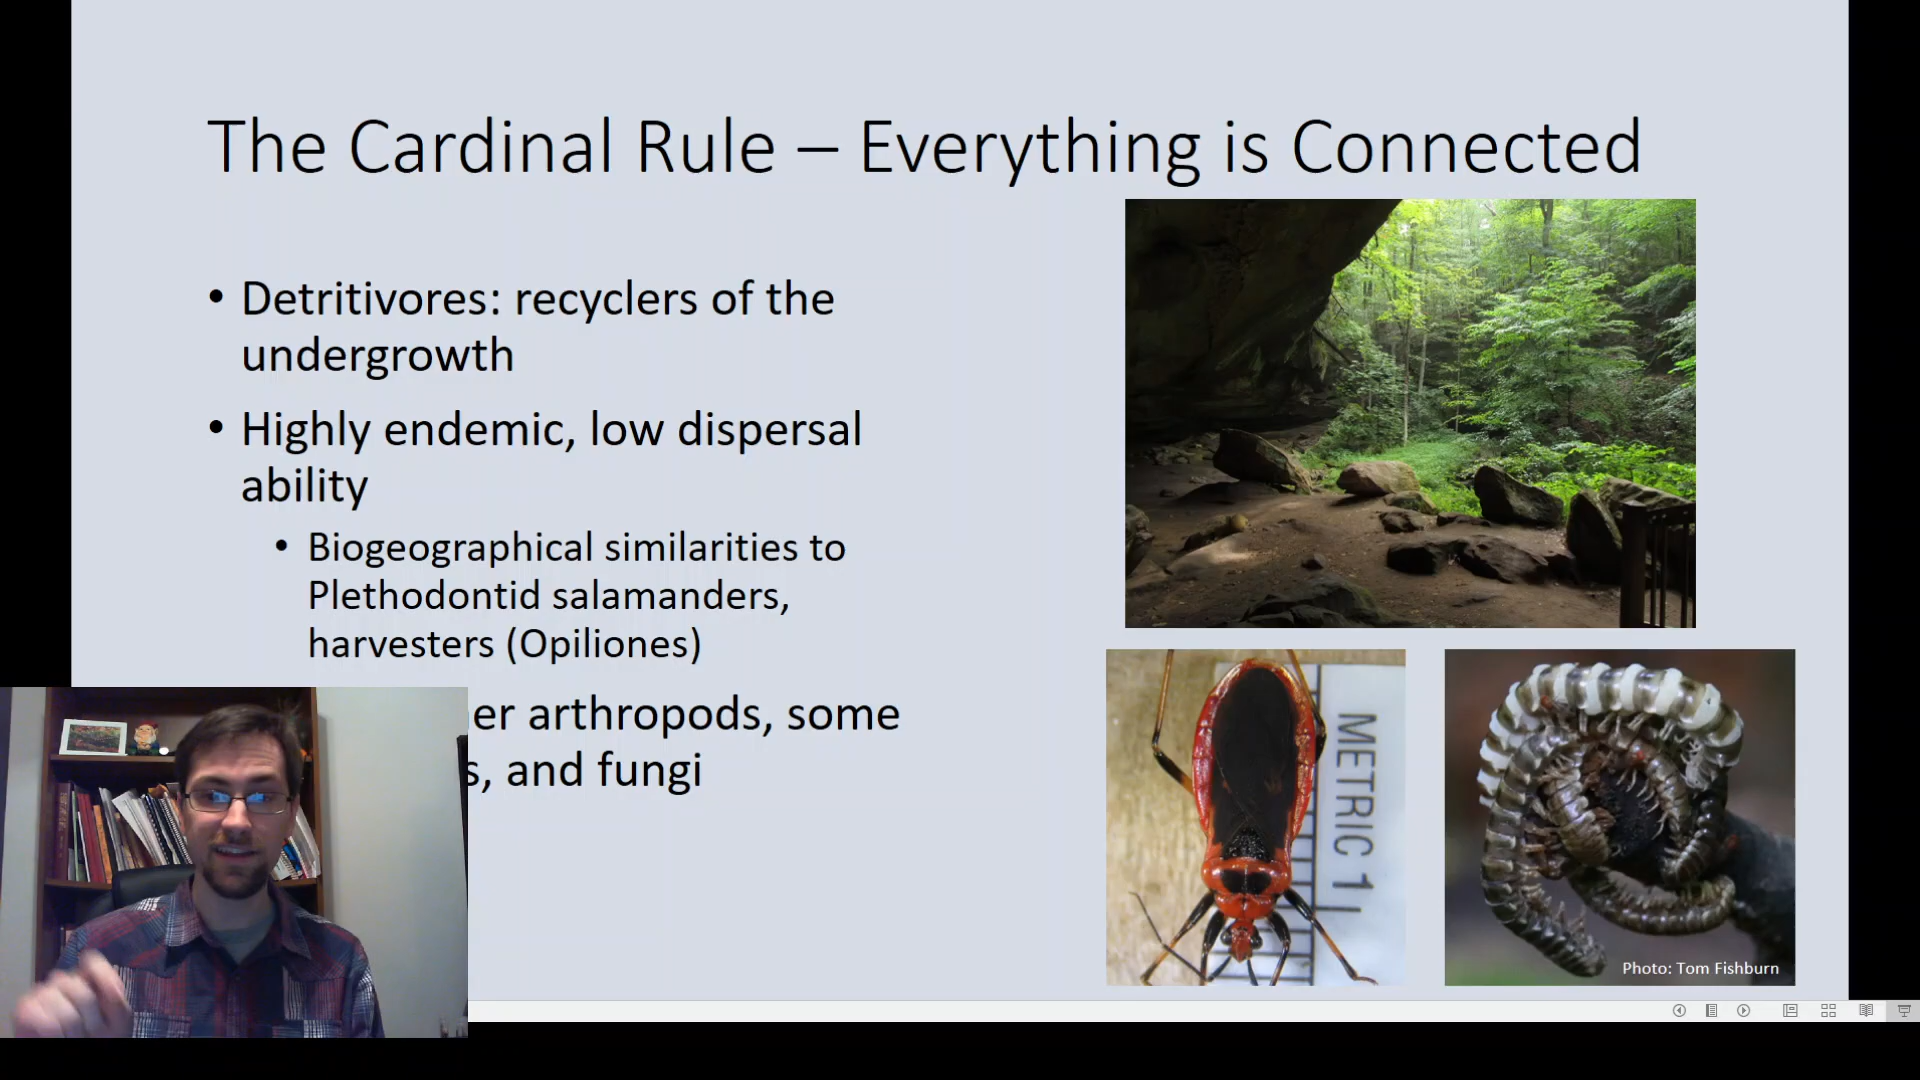 The Cardinal Rule – Everything is Connected
• Detritivores: recyclers of the
undergrowth
• Highly endemic, low dispersal
ability
• Biogeographical similarities to
Plethodontid salamanders,
harvesters (Opiliones)
arthropods, some
and fungi
METRIC 1
Photo: Tom Fishburn